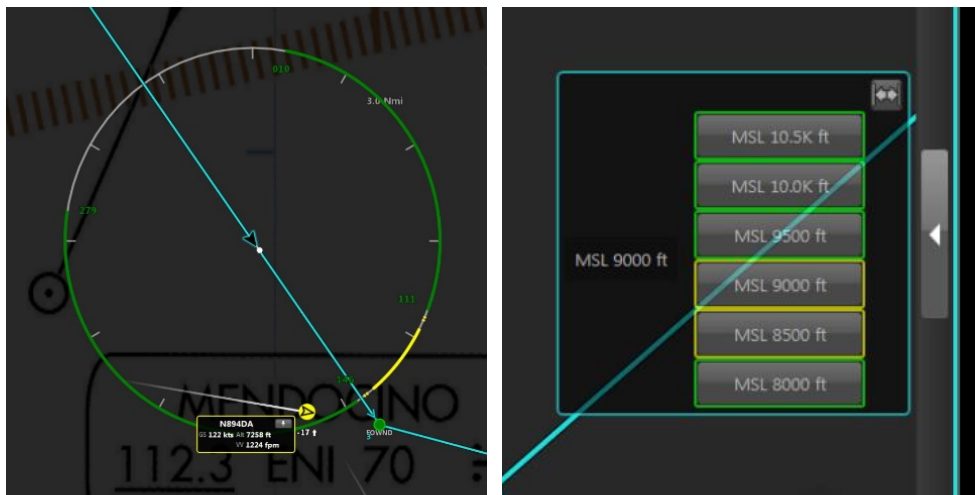 010
3.0 Nmi
279
111
MENDOCINO
N894DA
GS 122 kts Alt 7258 ft
VV 1224 fpm
-17
EOWND
3
112.3 ENI 70
MSL 10.5K ft
MSL 10.0K ft
MSL 9500 ft
MSL 9000 ft
MSL 9000 ft
MSL 8500 ft
MSL 8000 ft